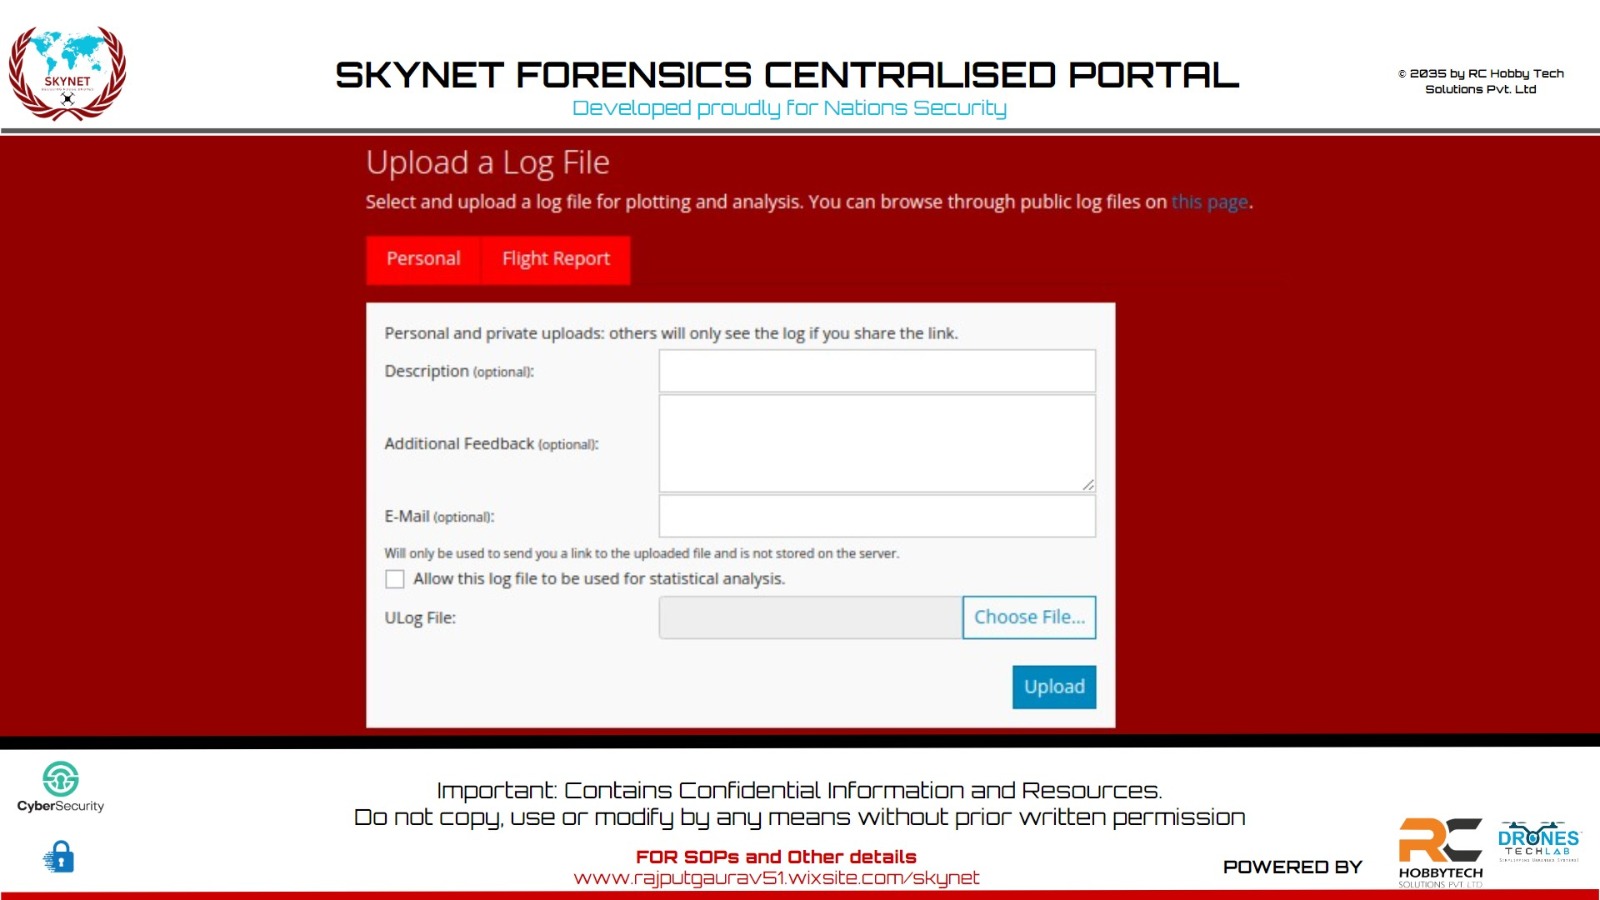 SKYNET
SKYNET FORENSICS CENTRALISED PORTAL
Developed proudly for Nations Security
© 2035 by RC Hobby Tech
Solutions Pvt. Ltd
Upload a Log File
Select and upload a log file for plotting and analysis. You can browse through public log files on this page.
Personal
Flight Report
Personal and private uploads: others will only see the log if you share the link.
Description (optional):
Additional Feedback (optional):
E-Mail (optional):
Will only be used to send you a link to the uploaded file and is not stored on the server.
Allow this log file to be used for statistical analysis.
ULog File:
Choose File...
Upload
CyberSecurity
Important: Contains Confidential Information and Resources.
Do not copy, use or modify by any means without prior written permission
FOR SOPs and Other details
www.rajputgaurav51.wixsite.com/skynet
POWERED BY
RC
HOBBYTECH
SOLUTIONS PVT LTD
DRONES
TECH LAB